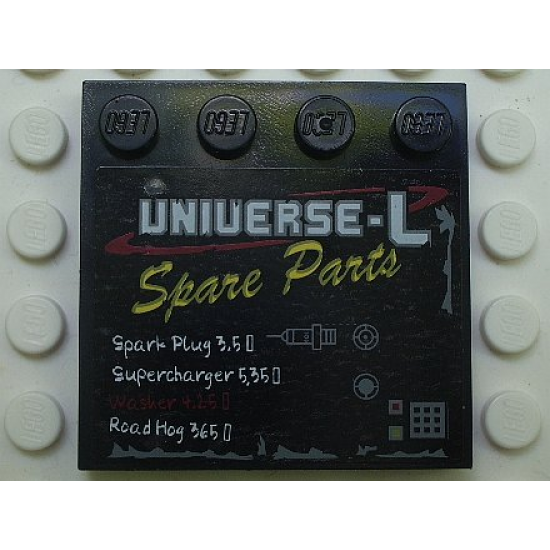 LEGO LEGO LEGO LEGO
UNIVERSE-L
Spare Parts
Spark Plug 3,5▯
Supercharger 5,35▯
Washer 4.25▯
Road Hog 365▯